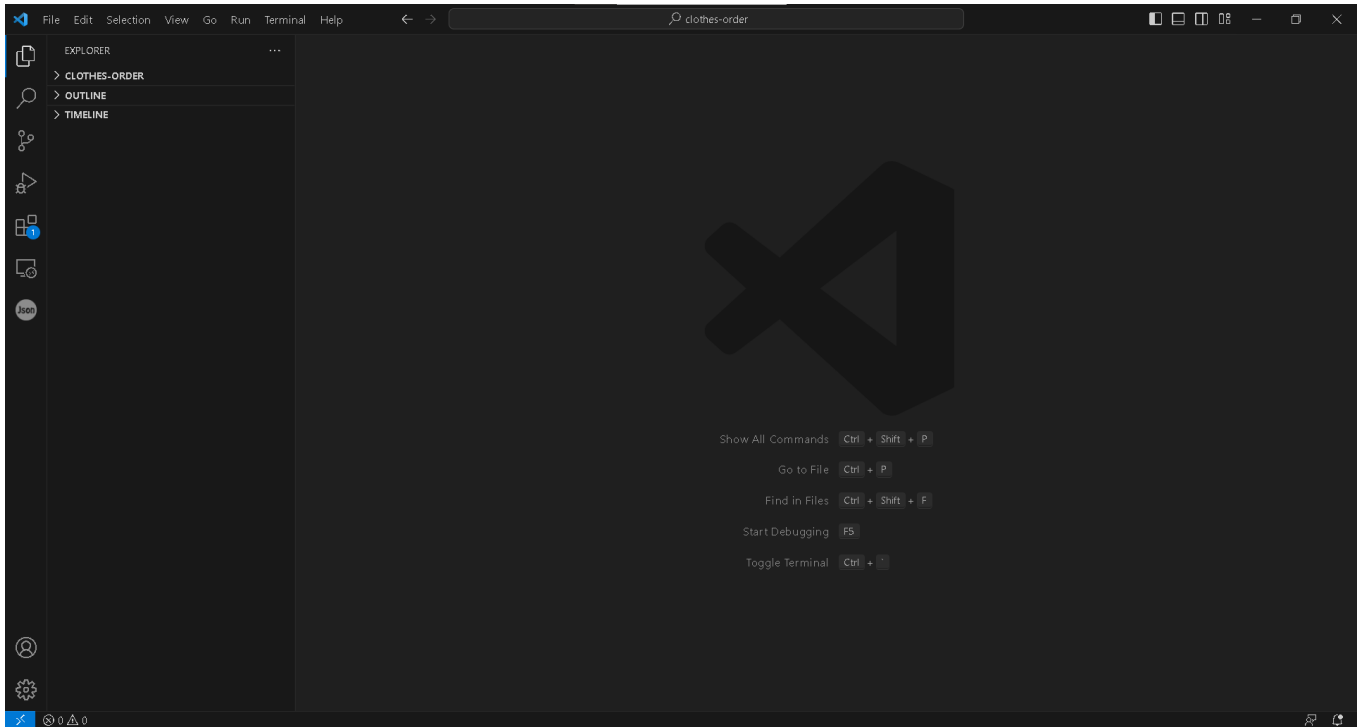 File Edit Selection View Go Run Terminal Help
clothes-order
EXPLORER
CLOTHES-ORDER
OUTLINE
TIMELINE
1
Json
Show All Commands Ctrl + Shift + P
Go to File Ctrl + P
Find in Files Ctrl + Shift + F
Start Debugging F5
Toggle Terminal Ctrl + `
0 0